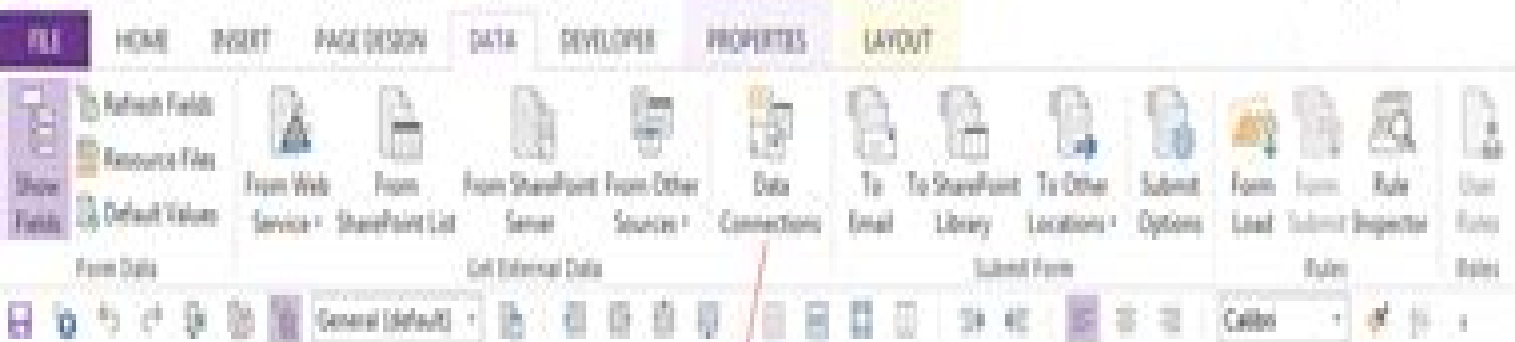 FILE HOME INSERT PAGE DESIGN DATA DEVELOPER PROPERTIES LAYOUT
Show Fields
Refresh Fields
Resource Files
Default Values
From Web Service
From SharePoint List
From SharePoint Server
From Other Sources
Data Connections
To Email
To SharePoint Library
To Other Locations
Submit Options
Form Load
Form Submit
Rule Inspector
User Roles
Form Data
Get External Data
Submit Form
Rules
Roles
General (default)
Calibri